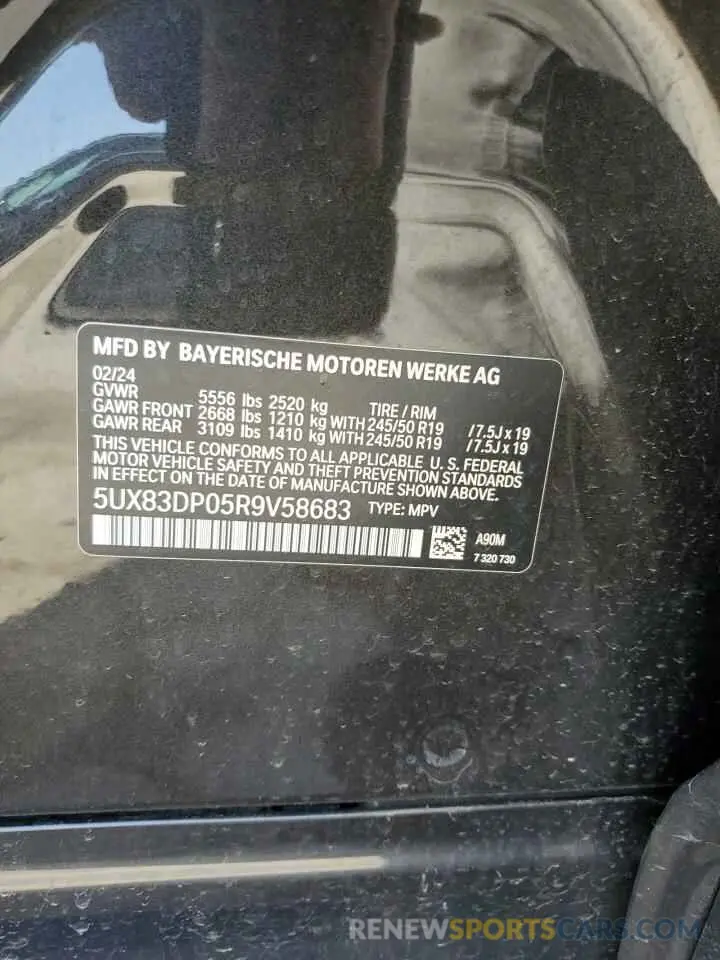 MFD BY BAYERISCHE MOTOREN WERKE AG
02/24
GVWR 5556 lbs 2520 kg TIRE / RIM
GAWR FRONT 2668 lbs 1210 kg WITH 245/50 R19 /7.5J x 19
GAWR REAR 3109 lbs 1410 kg WITH 245/50 R19 /7.5J x 19
THIS VEHICLE CONFORMS TO ALL APPLICABLE U. S. FEDERAL
MOTOR VEHICLE SAFETY AND THEFT PREVENTION STANDARDS
IN EFFECT ON THE DATE OF MANUFACTURE SHOWN ABOVE.
5UX83DP05R9V58683 TYPE: MPV
A90M
7 320 730
RENEWSPORTSCARS.COM